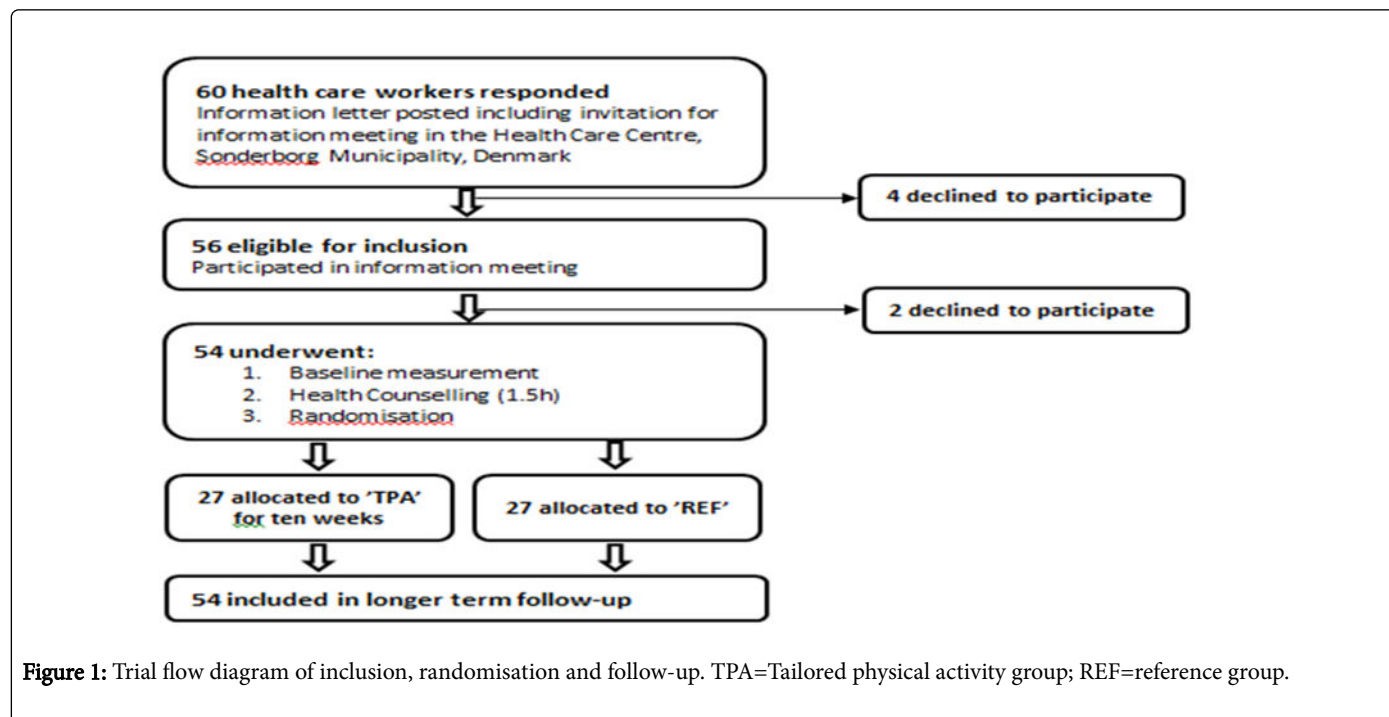 60 health care workers responded
Information letter posted including invitation for
information meeting in the Health Care Centre,
Sonderborg Municipality, Denmark
4 declined to participate
56 eligible for inclusion
Participated in information meeting
2 declined to participate
54 underwent:
1. Baseline measurement
2. Health Counselling (1.5h)
3. Randomisation
27 allocated to ’TPA’
for ten weeks
27 allocated to ’REF’
54 included in longer term follow-up
Figure 1: Trial flow diagram of inclusion, randomisation and follow-up. TPA=Tailored physical activity group; REF=reference group.